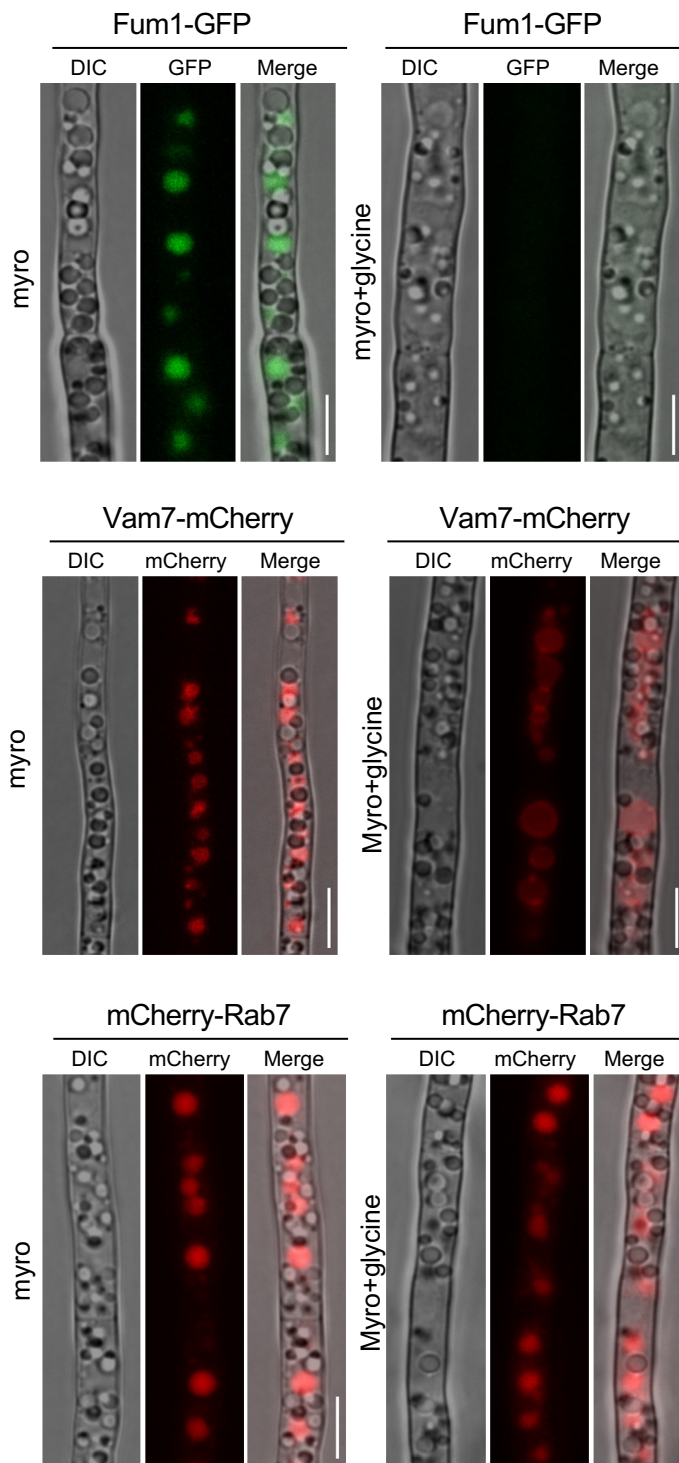 Fum1-GFP
DIC GFP Merge
myro
Fum1-GFP
DIC GFP Merge
myro+glycine
Vam7-mCherry
DIC mCherry Merge
myro
Vam7-mCherry
DIC mCherry Merge
Myro+glycine
mCherry-Rab7
DIC mCherry Merge
myro
mCherry-Rab7
DIC mCherry Merge
Myro+glycine